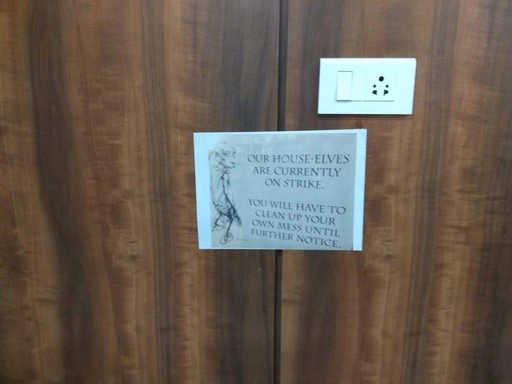 OUR HOUSE-ELVES
ARE CURRENTLY
ON STRIKE.
YOU WILL HAVE TO
CLEAN UP YOUR
OWN MESS UNTIL
FURTHER NOTICE.